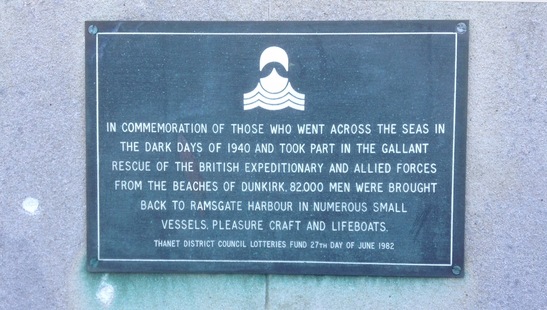 IN COMMEMORATION OF THOSE WHO WENT ACROSS THE SEAS IN
THE DARK DAYS OF 1940 AND TOOK PART IN THE GALLANT
RESCUE OF THE BRITISH EXPEDITIONARY AND ALLIED FORCES
FROM THE BEACHES OF DUNKIRK. 82,000 MEN WERE BROUGHT
BACK TO RAMSGATE HARBOUR IN NUMEROUS SMALL
VESSELS, PLEASURE CRAFT AND LIFEBOATS.
THANET DISTRICT COUNCIL LOTTERIES FUND 27TH DAY OF JUNE 1982